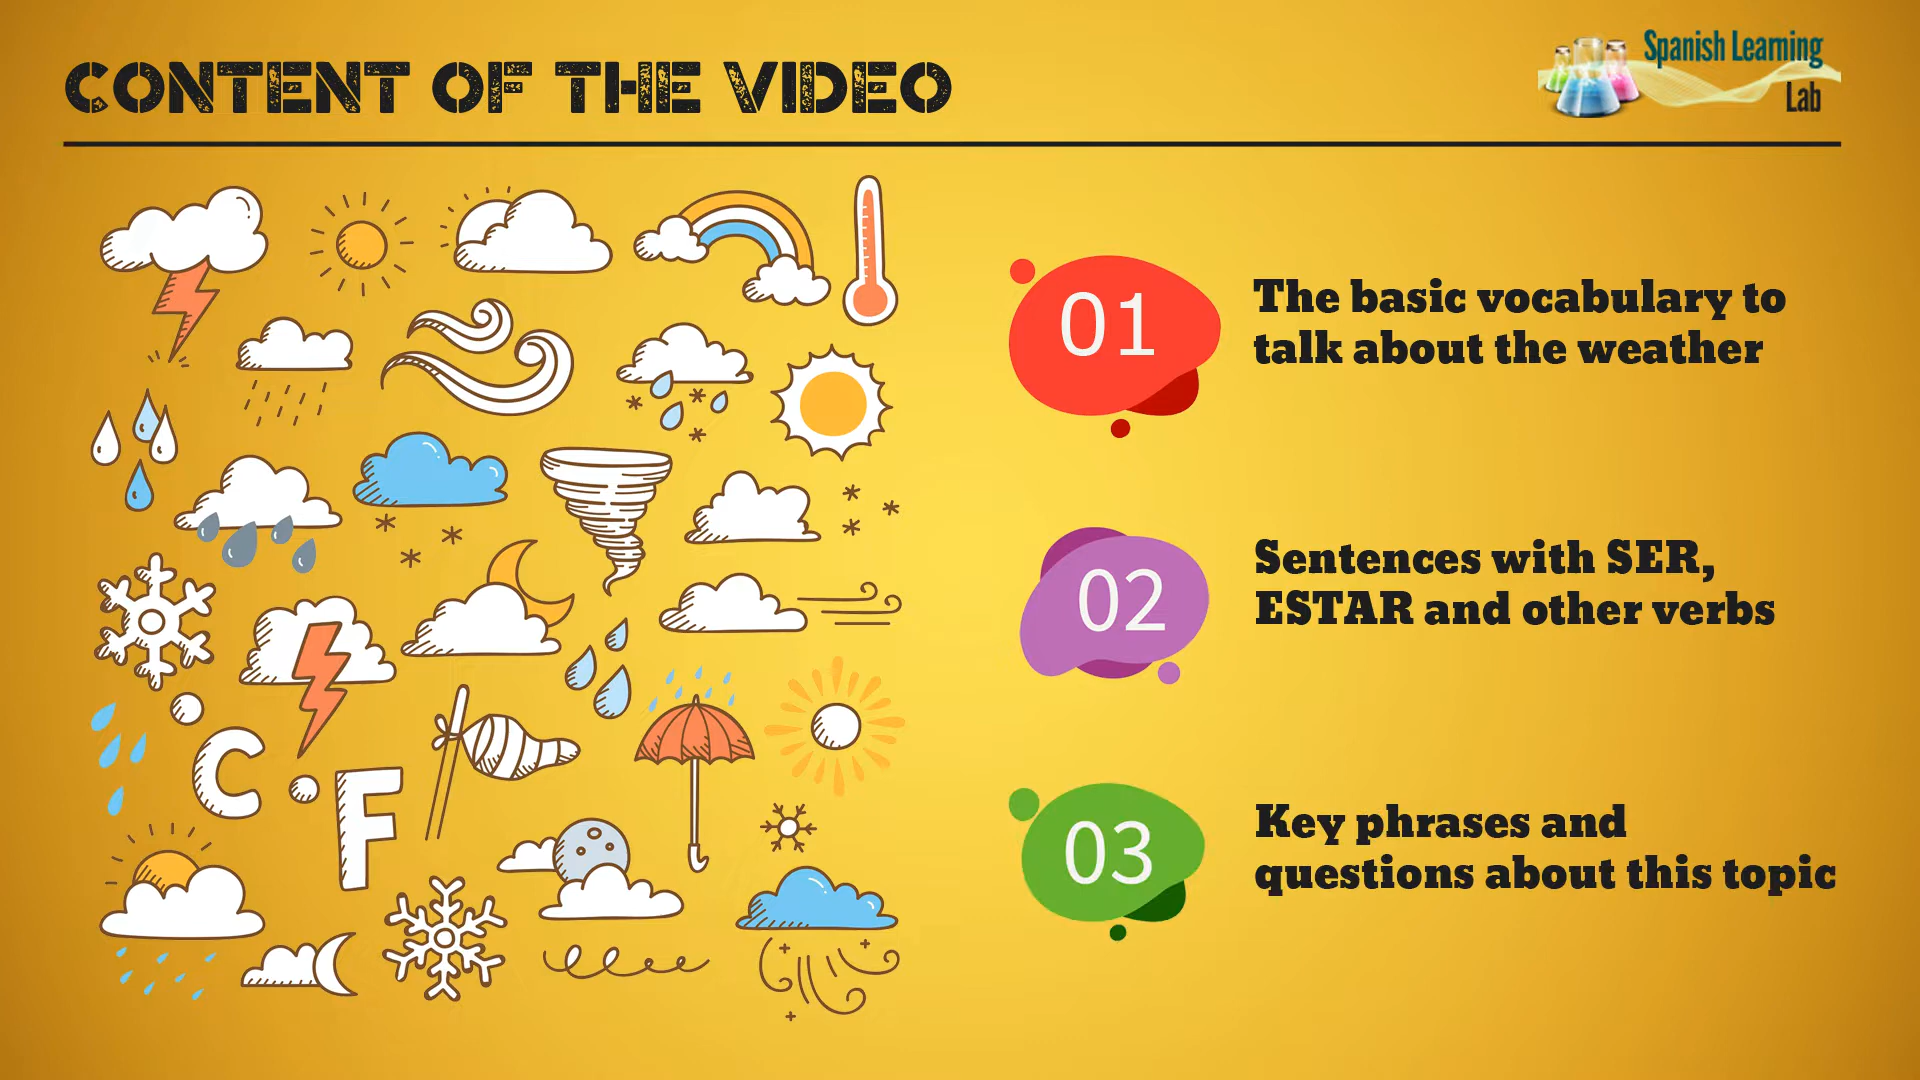 CONTENT OF THE VIDEO
Spanish Learning
Lab
01
The basic vocabulary to
talk about the weather
02
Sentences with SER,
ESTAR and other verbs
03
Key phrases and
questions about this topic
°C
°F